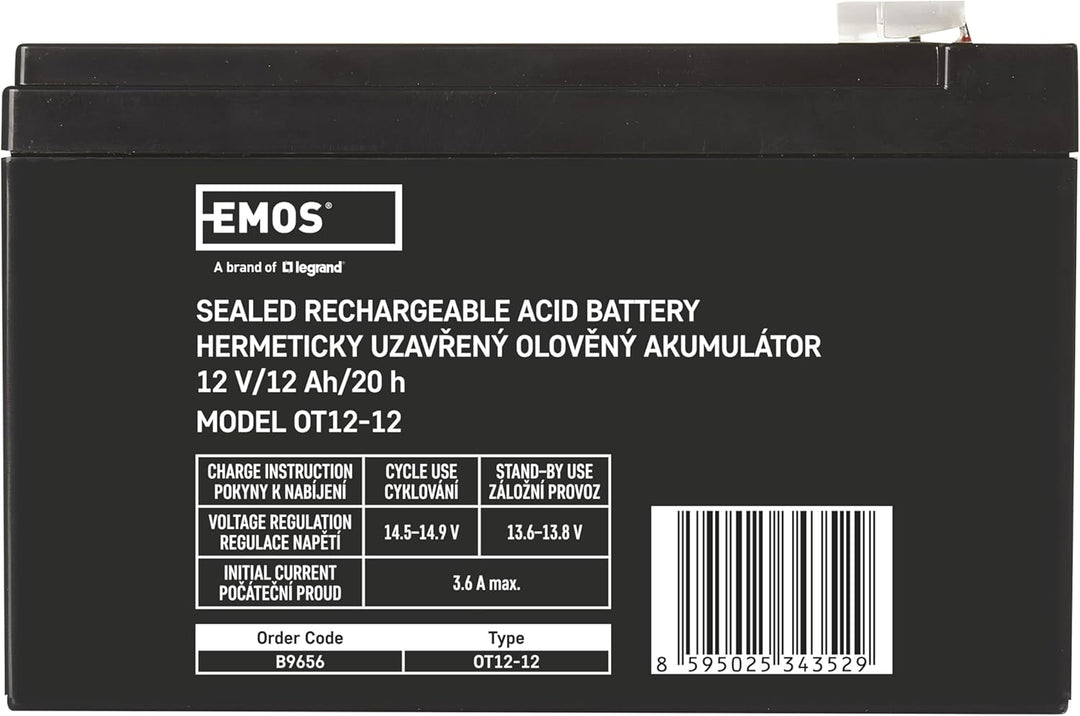 EMOS®
A brand of legrand®
SEALED RECHARGEABLE ACID BATTERY
HERMETICKY UZAVŘENÝ OLOVĚNÝ AKUMULÁTOR
12 V/12 Ah/20 h
MODEL OT12-12
CHARGE INSTRUCTION CYCLE USE STAND-BY USE
POKYNY K NABÍJENÍ CYKLOVÁNÍ ZÁLOŽNÍ PROVOZ
VOLTAGE REGULATION
REGULACE NAPĚTÍ 14.5–14.9 V 13.6–13.8 V
INITIAL CURRENT
POČÁTEČNÍ PROUD 3.6 A max.
Order Code Type
B9656 OT12-12
8 595025 343529